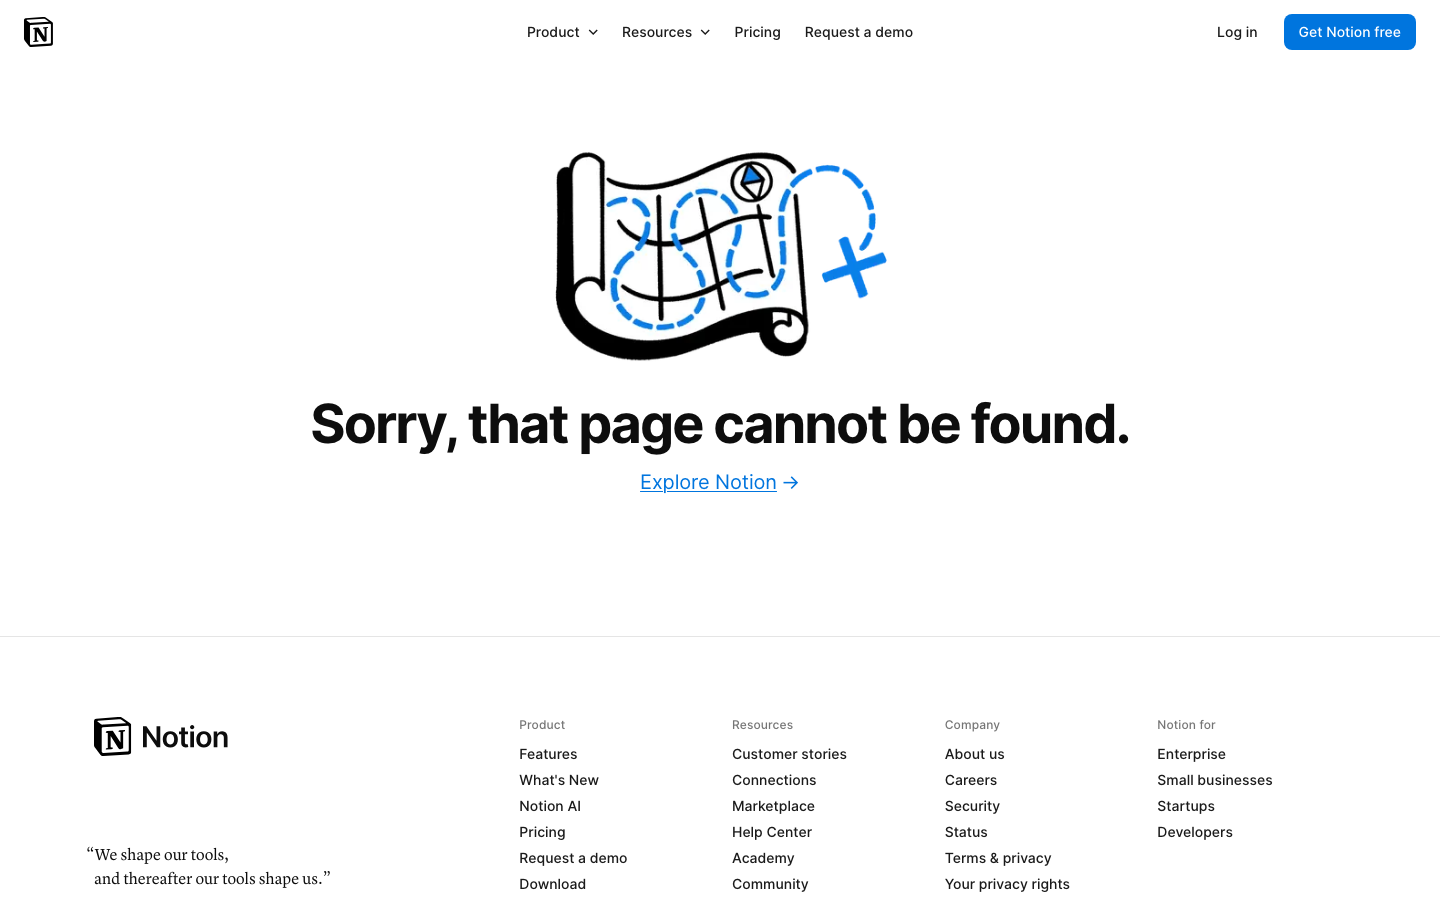 Product
Resources
Pricing
Request a demo
Log in
Get Notion free
Sorry, that page cannot be found.
Explore Notion →
Notion
“We shape our tools,
and thereafter our tools shape us.”
Product
Features
What's New
Notion AI
Pricing
Request a demo
Download
Resources
Customer stories
Connections
Marketplace
Help Center
Academy
Community
Company
About us
Careers
Security
Status
Terms & privacy
Your privacy rights
Notion for
Enterprise
Small businesses
Startups
Developers